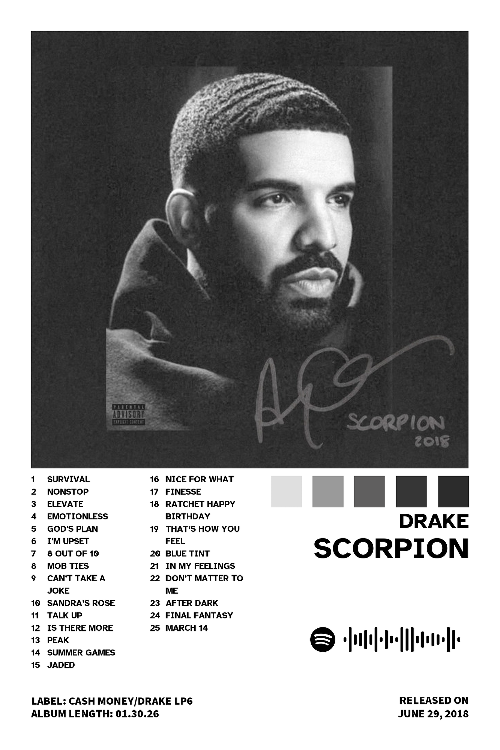 PARENTAL
ADVISORY
EXPLICIT CONTENT
SCORPION
2018
1 SURVIVAL
2 NONSTOP
3 ELEVATE
4 EMOTIONLESS
5 GOD'S PLAN
6 I'M UPSET
7 8 OUT OF 10
8 MOB TIES
9 CAN'T TAKE A
JOKE
10 SANDRA'S ROSE
11 TALK UP
12 IS THERE MORE
13 PEAK
14 SUMMER GAMES
15 JADED
16 NICE FOR WHAT
17 FINESSE
18 RATCHET HAPPY
BIRTHDAY
19 THAT'S HOW YOU
FEEL
20 BLUE TINT
21 IN MY FEELINGS
22 DON'T MATTER TO
ME
23 AFTER DARK
24 FINAL FANTASY
25 MARCH 14
DRAKE
SCORPION
LABEL: CASH MONEY/DRAKE LP6
ALBUM LENGTH: 01.30.26
RELEASED ON
JUNE 29, 2018